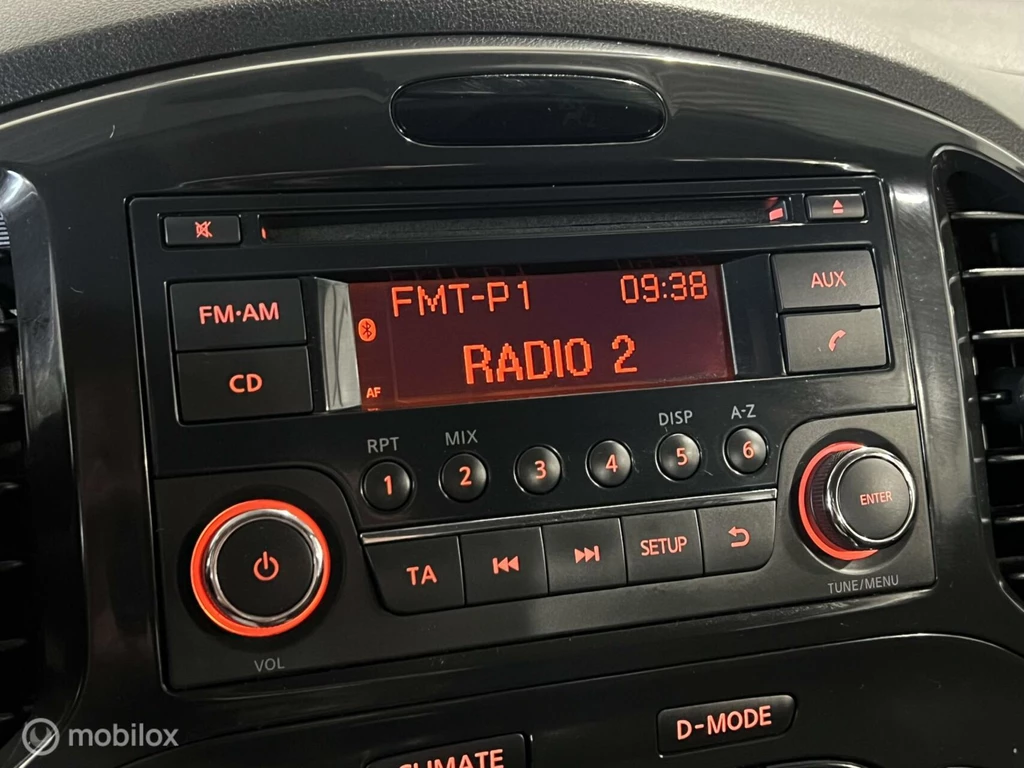 FM·AM
CD
FMT-P1 09:38
RADIO 2
AF
AUX
RPT MIX DISP A-Z
1 2 3 4 5 6
TA SETUP
ENTER
VOL
TUNE/MENU
D-MODE
CLIMATE
mobilox